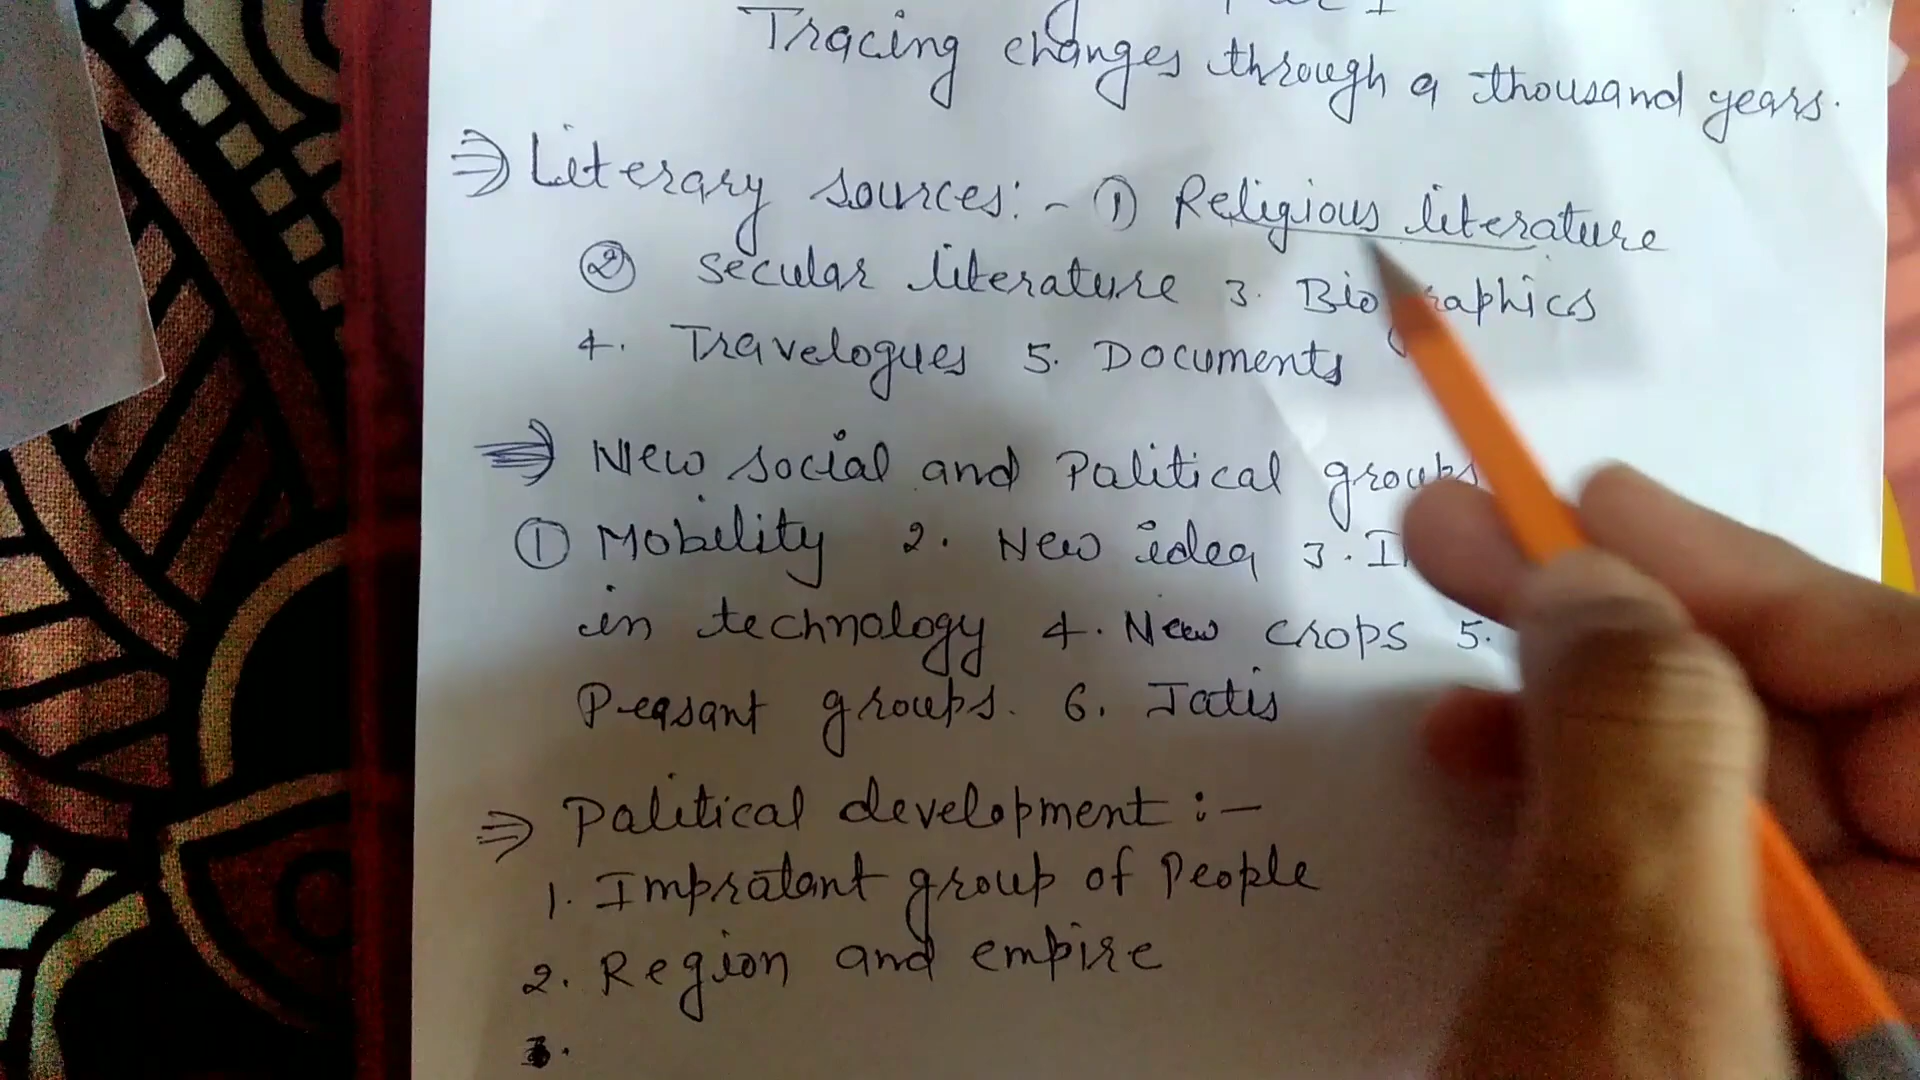 Tracing changes through a thousand years.
⇒ Literary sources:- ① Religious literature
② secular literature 3. Biographics
4. Travelogues 5. Documents
⇒ New social and Palitical groups
① Mobility 2. New idea 3.
in technology 4. New crops 5.
Peasant groups. 6. Jatis
⇒ Palitical development :-
1. Impratant group of People
2. Region and empire
3.